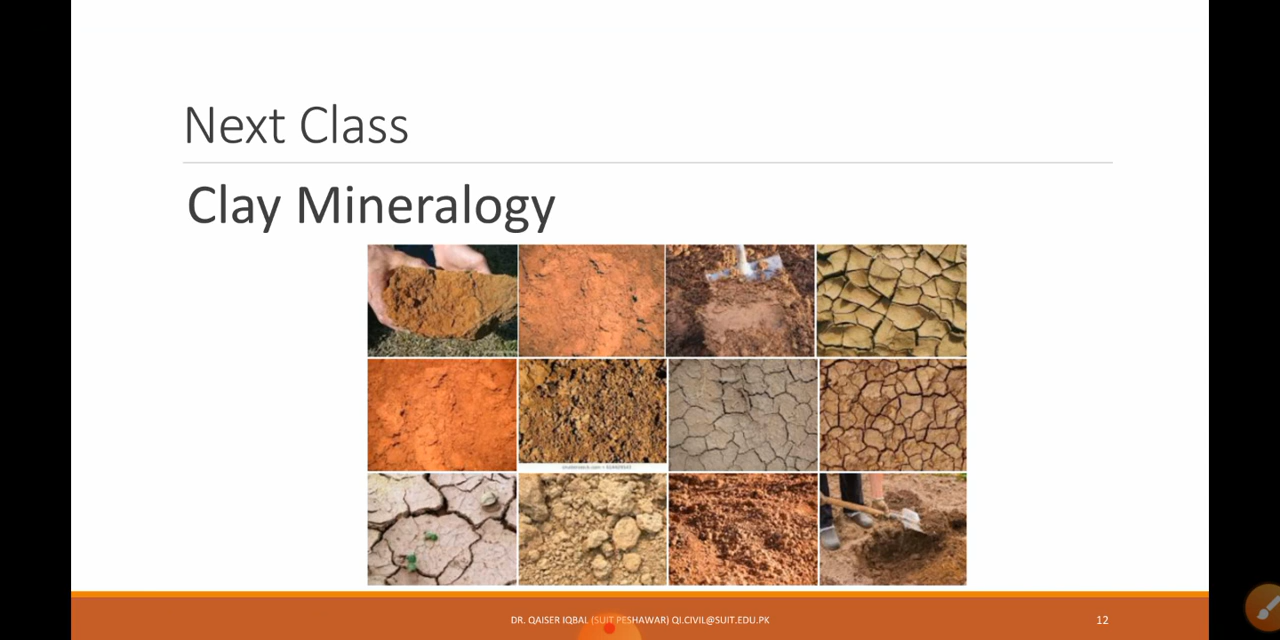 Next Class
Clay Mineralogy
DR. QAISER IQBAL (SUIT PESHAWAR) QI.CIVIL@SUIT.EDU.PK
12